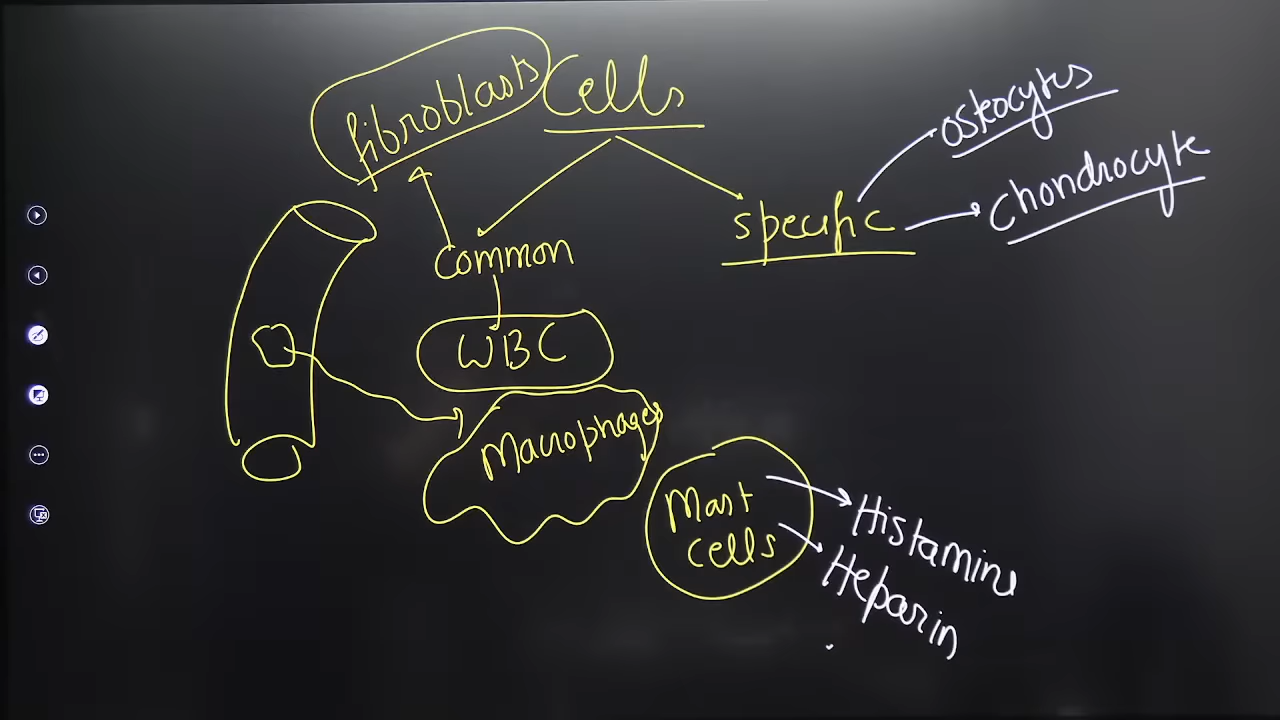 fibroblasts
Cells
osteocytes
Chondrocyte
specific
Common
WBC
Macrophages
Mast
cells
Histamine
Heparin